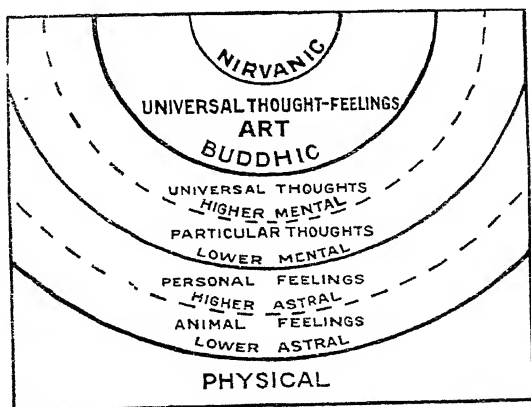 NIRVANIC
UNIVERSAL THOUGHT-FEELINGS
ART
BUDDHIC
UNIVERSAL THOUGHTS
HIGHER MENTAL
PARTICULAR THOUGHTS
LOWER MENTAL
PERSONAL FEELINGS
HIGHER ASTRAL
ANIMAL FEELINGS
LOWER ASTRAL
PHYSICAL